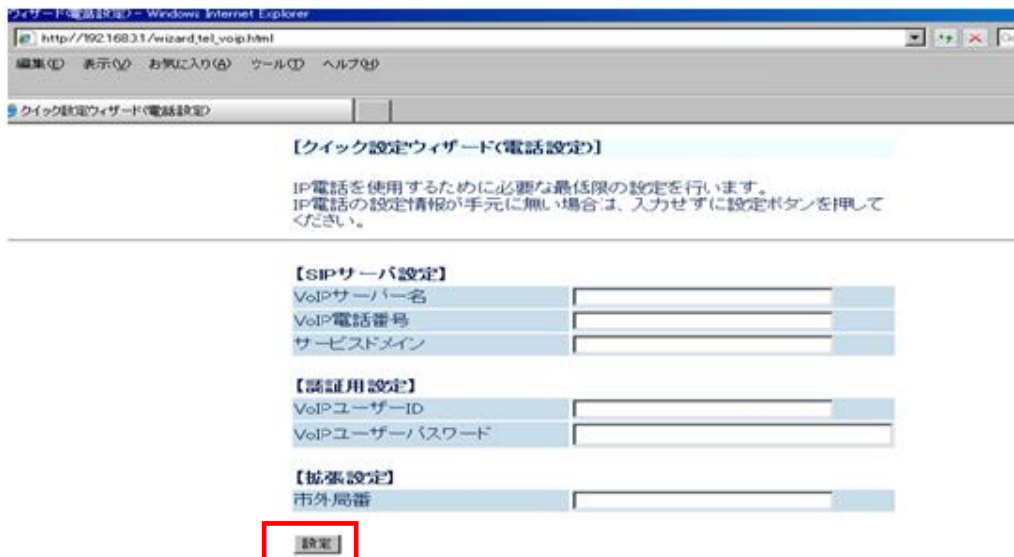 ウィザード(電話設定) - Windows Internet Explorer
http://192.168.3.1/wizard_tel_voip.html
編集(E) 表示(V) お気に入り(A) ツール(T) ヘルプ(H)
クイック設定ウィザード(電話設定)
[クイック設定ウィザード(電話設定)]
IP電話を使用するために必要な最低限の設定を行います。
IP電話の設定情報が手元に無い場合は、入力せずに設定ボタンを押して
ください。
【SIPサーバ設定】
VoIPサーバー名
VoIP電話番号
サービスドメイン
【認証用設定】
VoIPユーザーID
VoIPユーザーパスワード
【拡張設定】
市外局番
設定